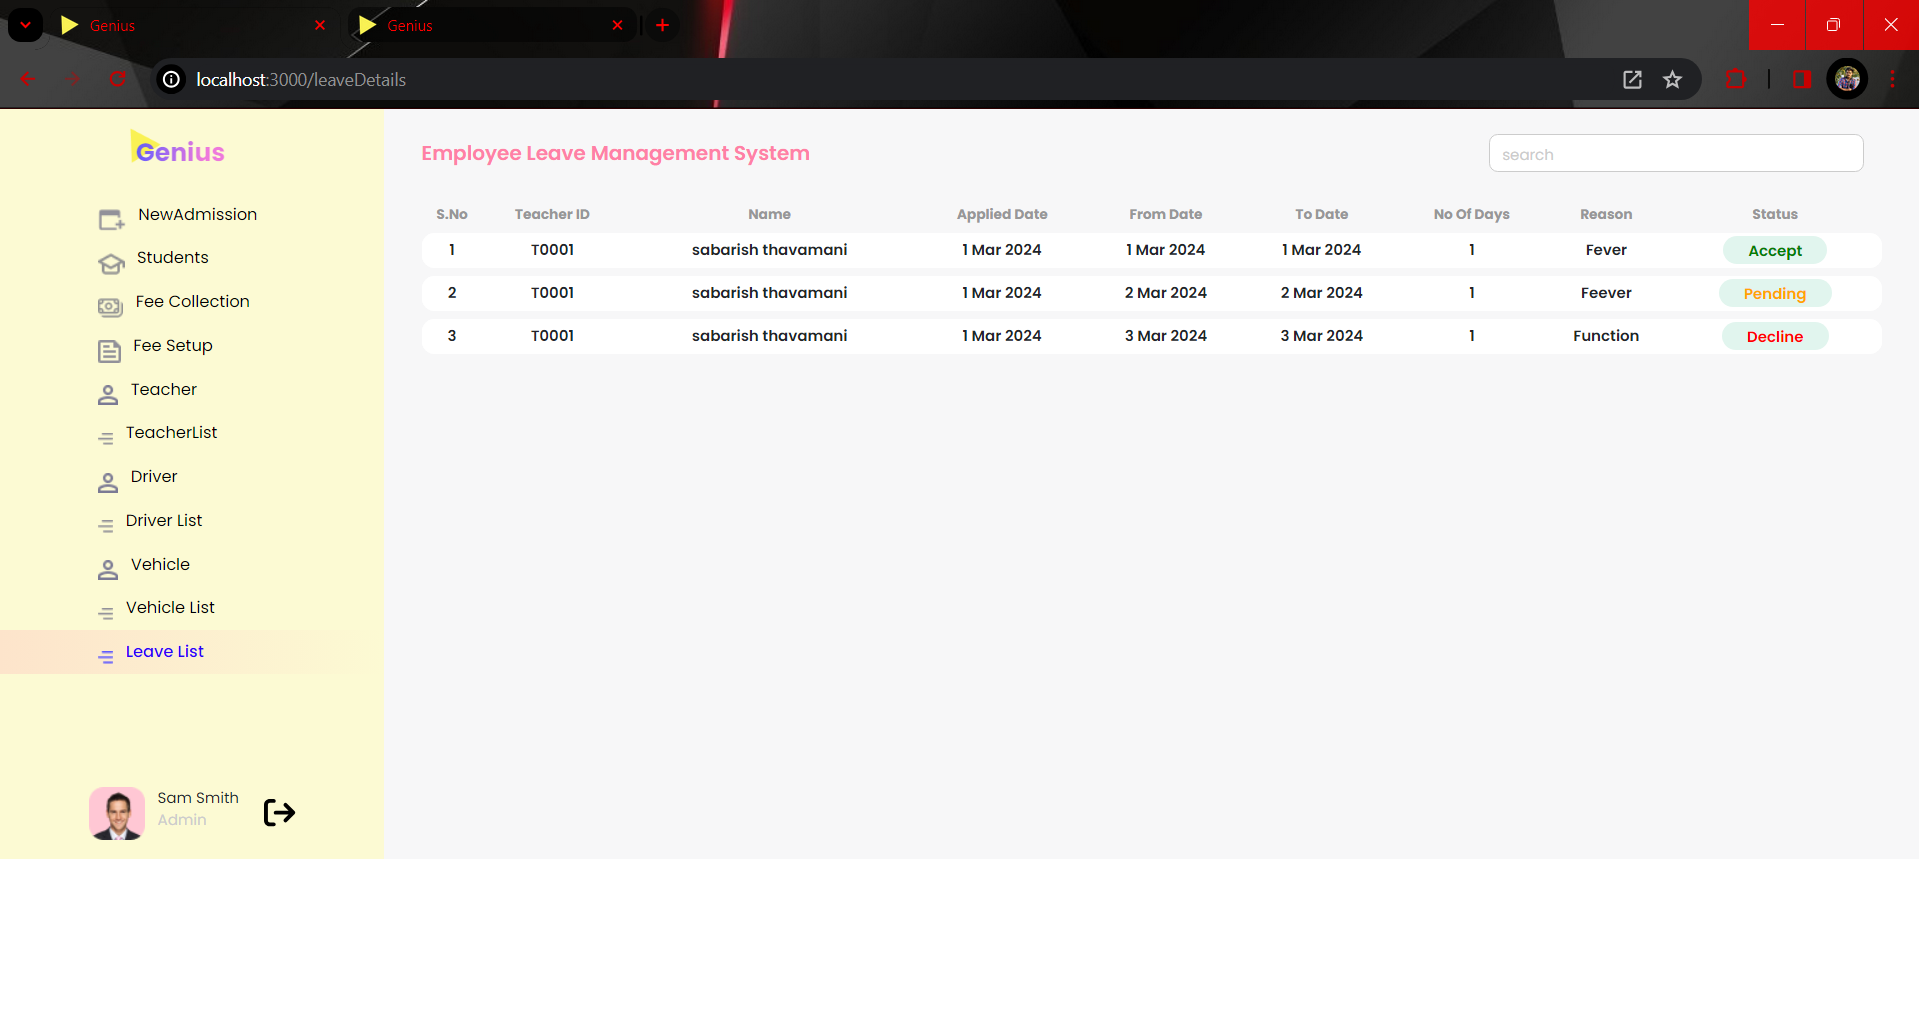 Genius
Genius
localhost:3000/leaveDetails
Genius
NewAdmission
Students
Fee Collection
Fee Setup
Teacher
TeacherList
Driver
Driver List
Vehicle
Vehicle List
Leave List
Sam Smith
Admin
Employee Leave Management System
search
S.No Teacher ID Name Applied Date From Date To Date No Of Days Reason Status
1 T0001 sabarish thavamani 1 Mar 2024 1 Mar 2024 1 Mar 2024 1 Fever Accept
2 T0001 sabarish thavamani 1 Mar 2024 2 Mar 2024 2 Mar 2024 1 Feever Pending
3 T0001 sabarish thavamani 1 Mar 2024 3 Mar 2024 3 Mar 2024 1 Function Decline